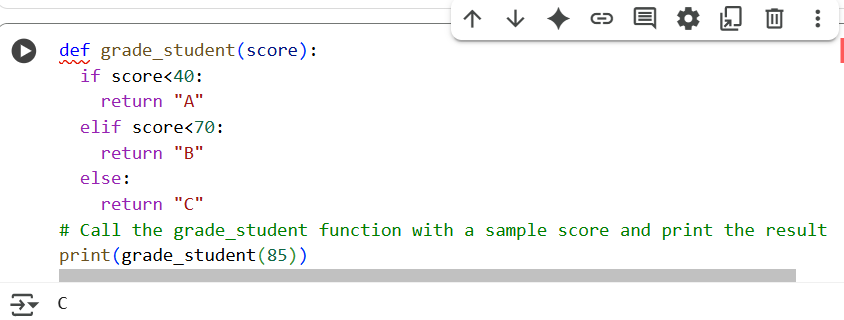 def grade_student(score):
  if score<40:
    return "A"
  elif score<70:
    return "B"
  else:
    return "C"
# Call the grade_student function with a sample score and print the result
print(grade_student(85))
C